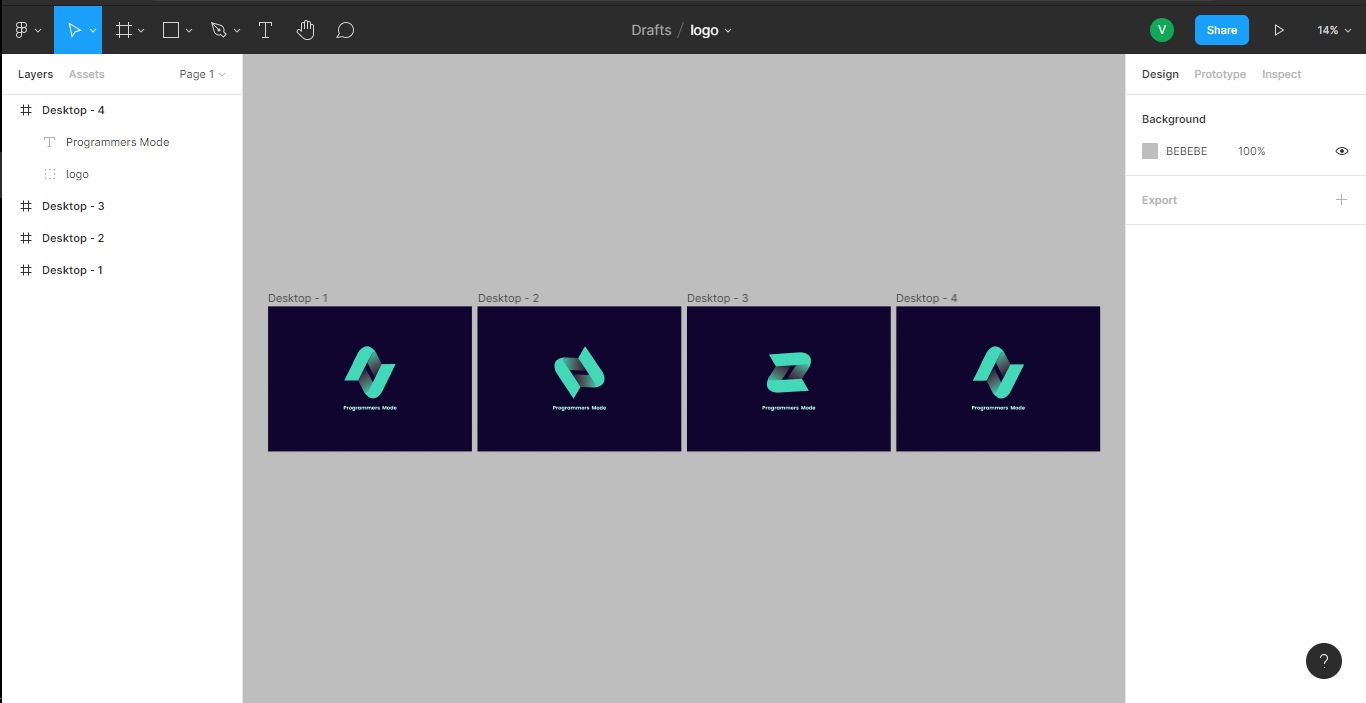 Drafts / logo
V
Share
14%
Layers
Assets
Page 1
Desktop - 4
Programmers Mode
logo
Desktop - 3
Desktop - 2
Desktop - 1
Desktop - 1
Desktop - 2
Desktop - 3
Desktop - 4
Programmers Mode
Programmers Mode
Programmers Mode
Programmers Mode
Design
Prototype
Inspect
Background
BEBEBE
100%
Export
?